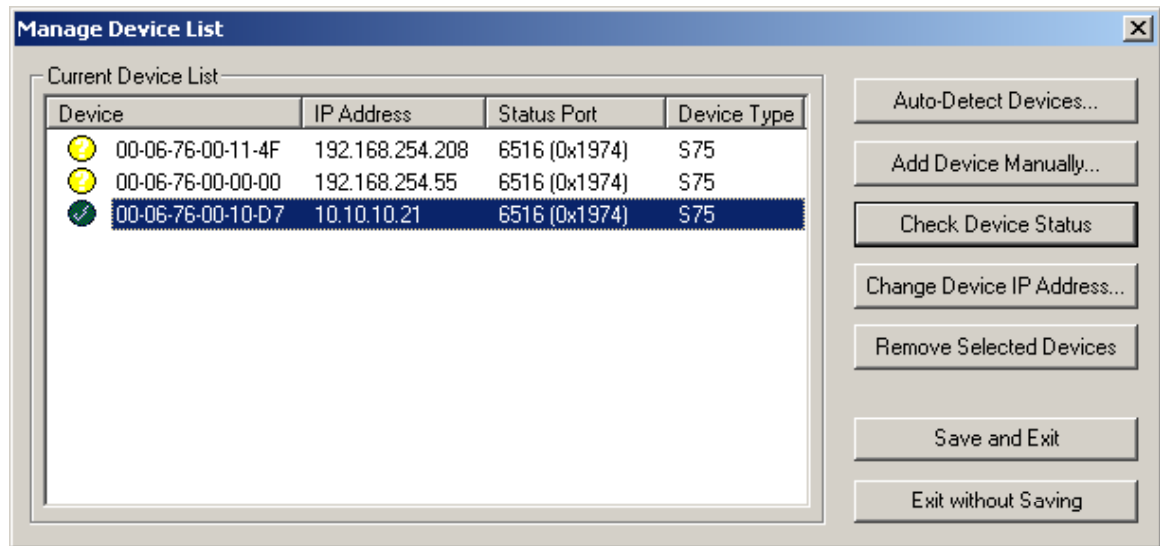 Manage Device List
Current Device List
Device IP Address Status Port Device Type
00-06-76-00-11-4F 192.168.254.208 6516 (0x1974) S75
00-06-76-00-00-00 192.168.254.55 6516 (0x1974) S75
00-06-76-00-10-D7 10.10.10.21 6516 (0x1974) S75
Auto-Detect Devices...
Add Device Manually...
Check Device Status
Change Device IP Address...
Remove Selected Devices
Save and Exit
Exit without Saving